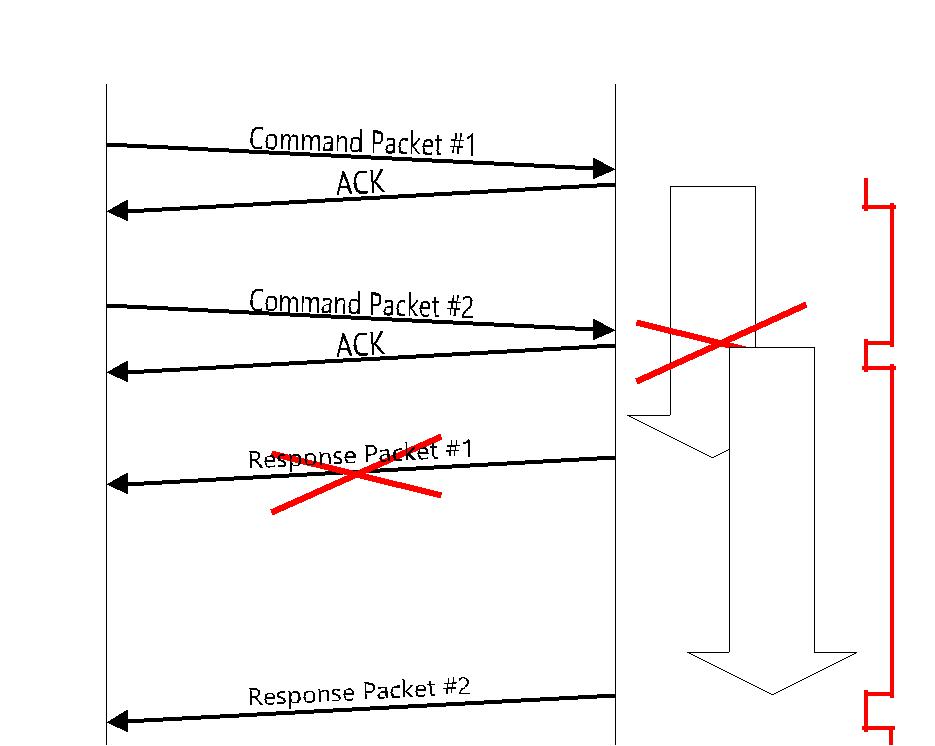 Command Packet #1
ACK
Command Packet #2
ACK
Response Packet #1
Response Packet #2